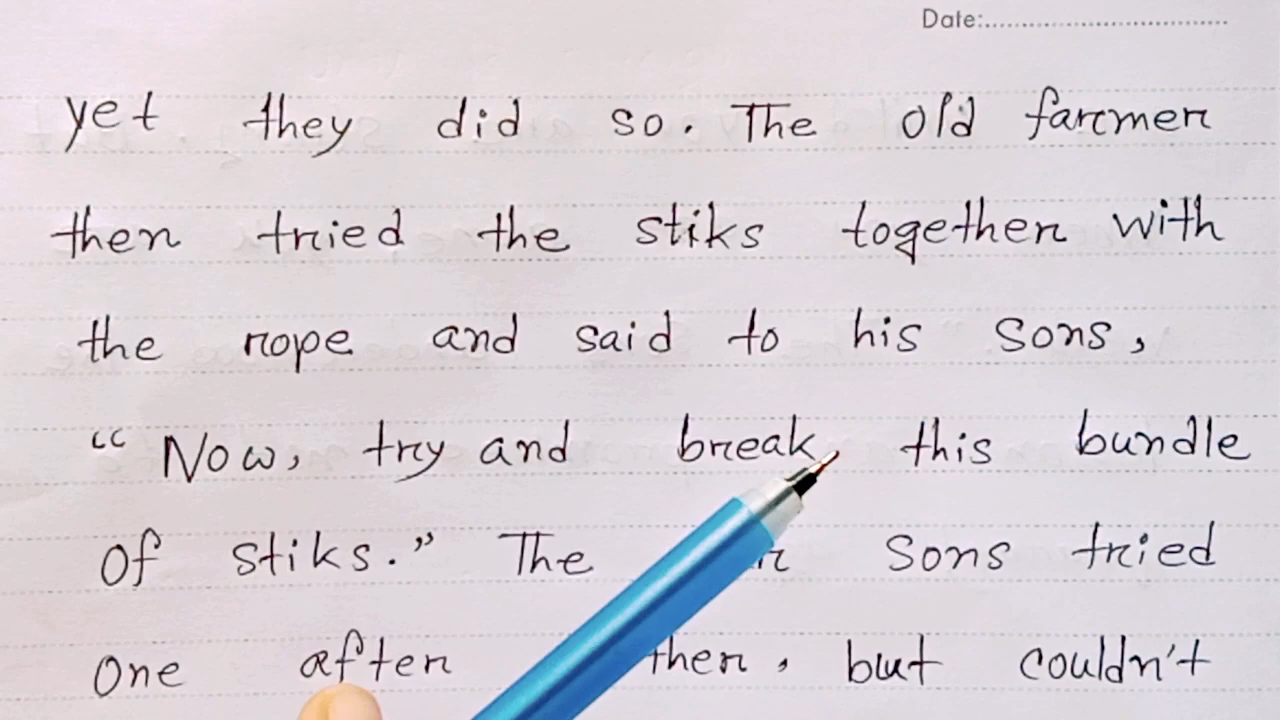 Date:
yet they did so. The old farmer
then tried the stiks together with
the rope and said to his sons,
“Now, try and break this bundle
of stiks.” The sons tried
one after but couldn't